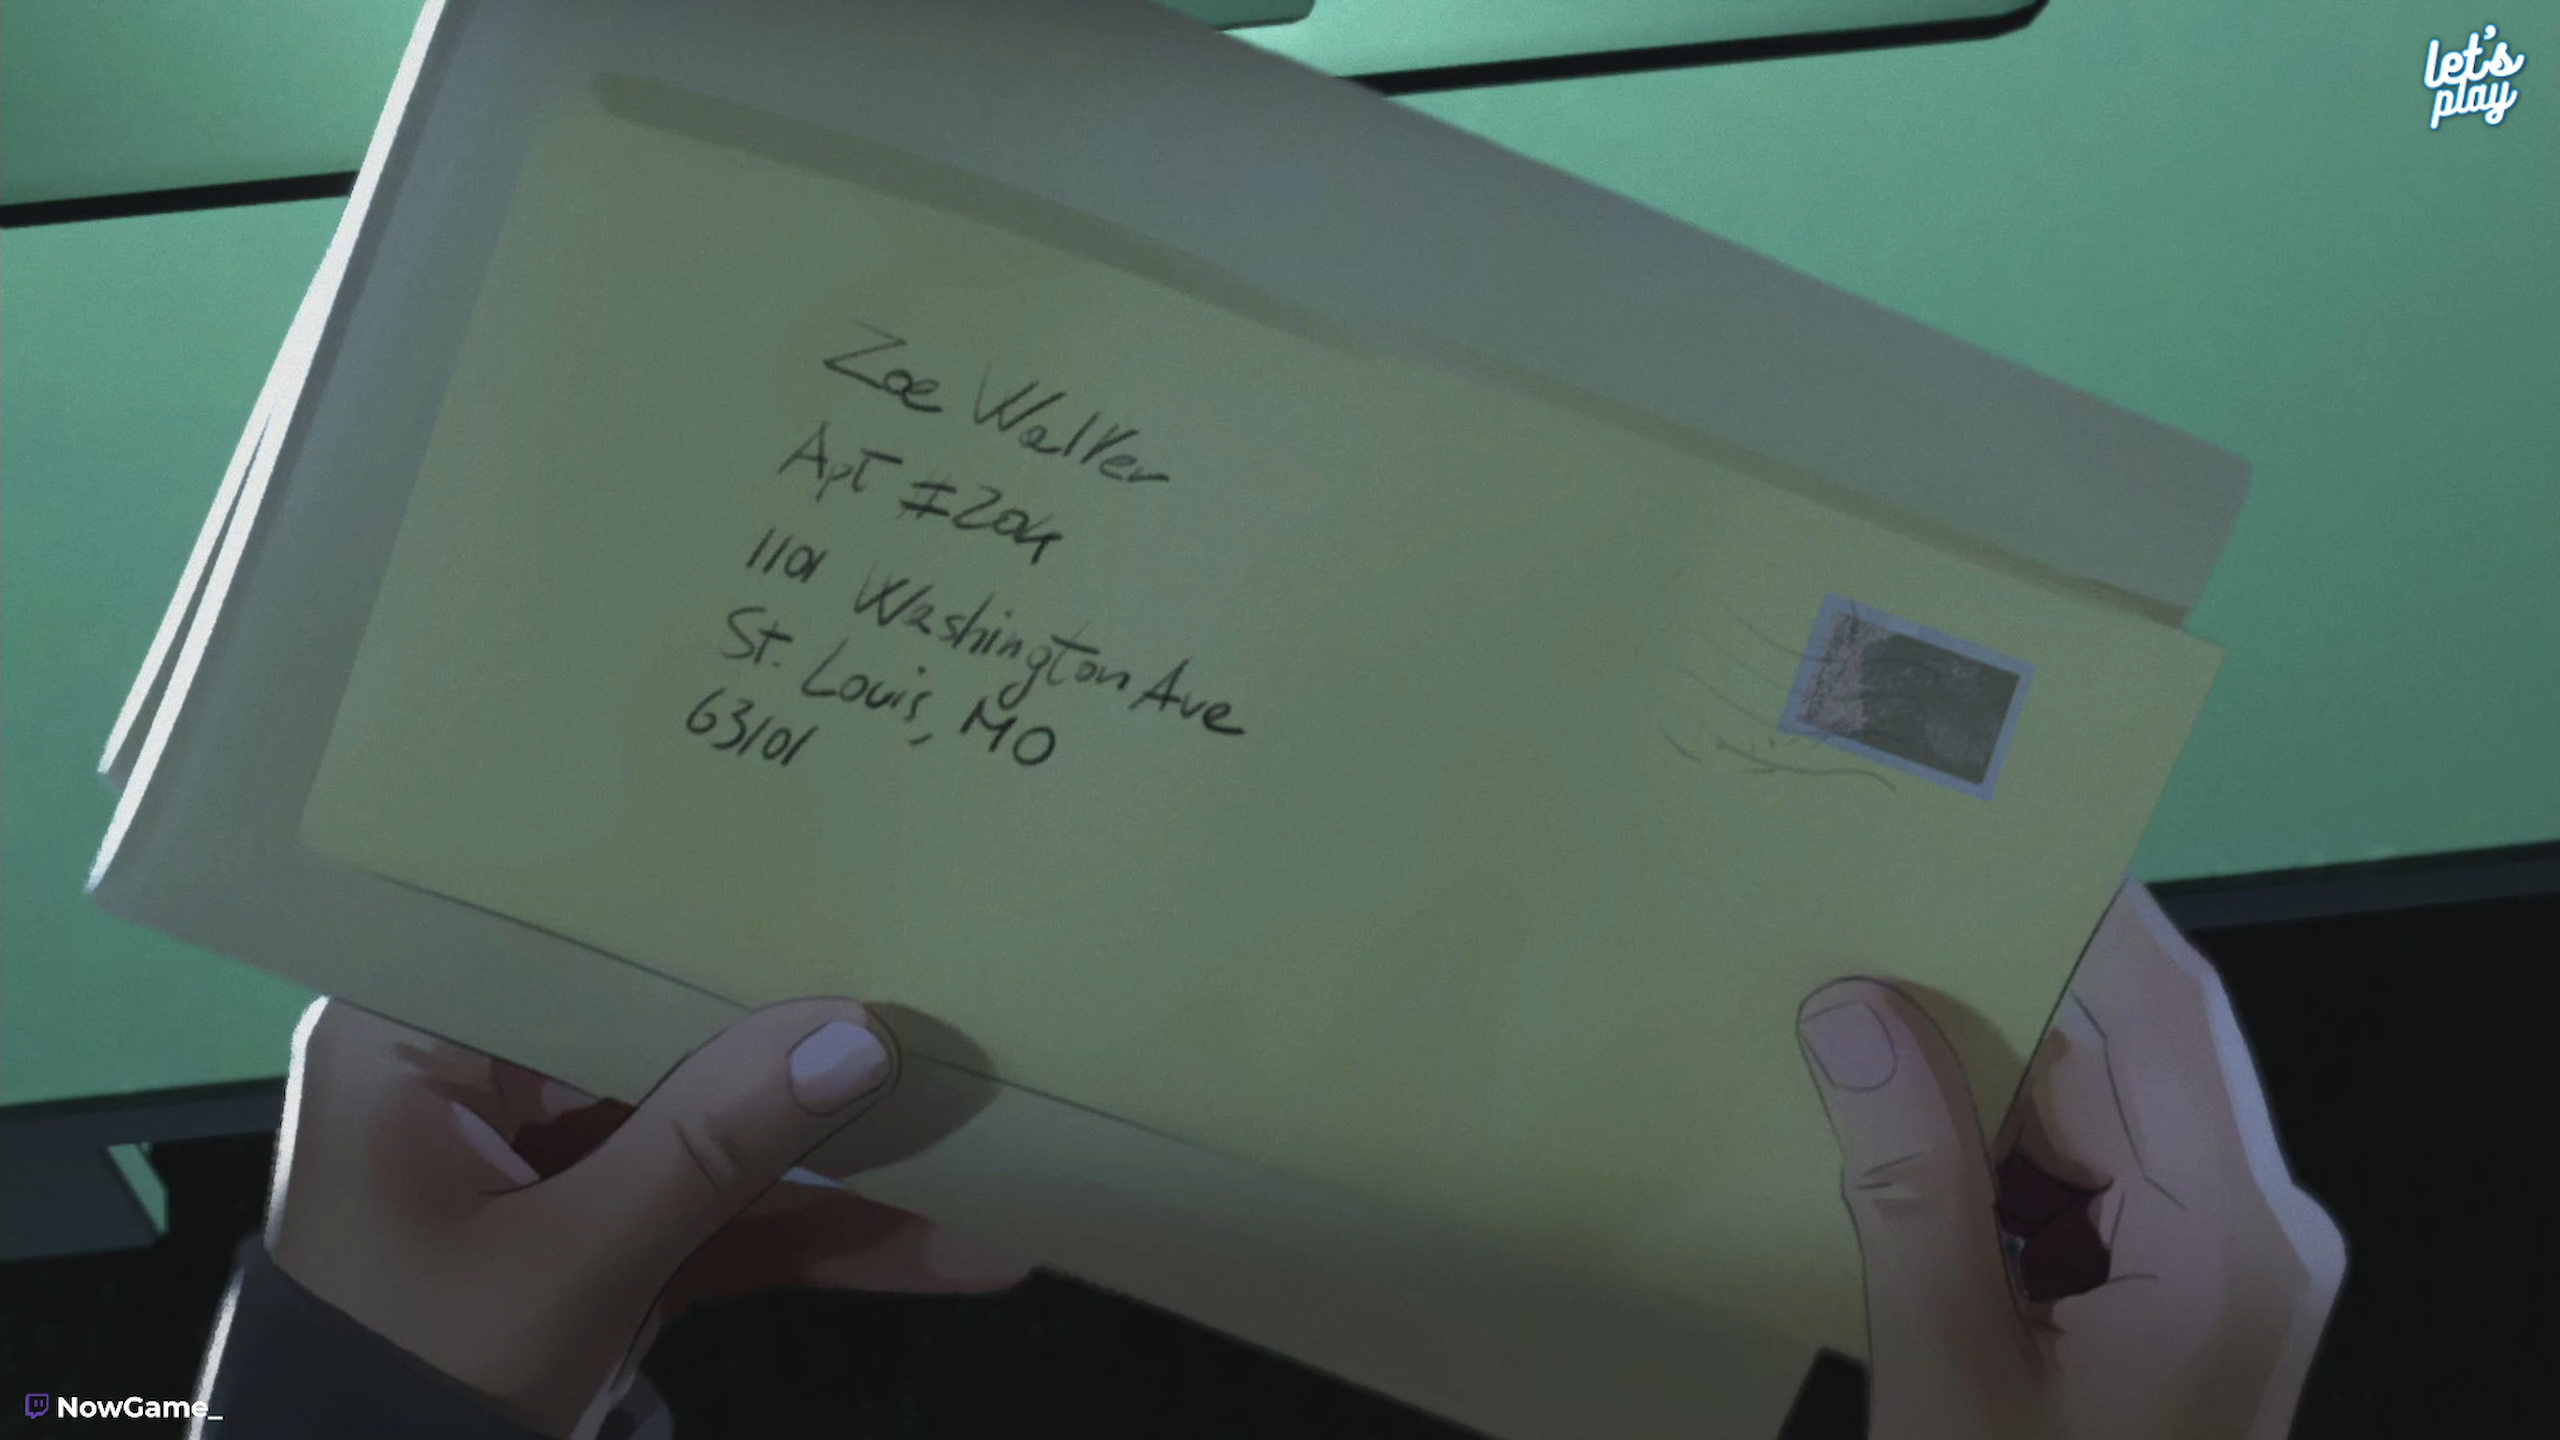 let's
play
Zoe Walker
Apt #204
1101 Washington Ave
St. Louis, MO
63101
NowGame_